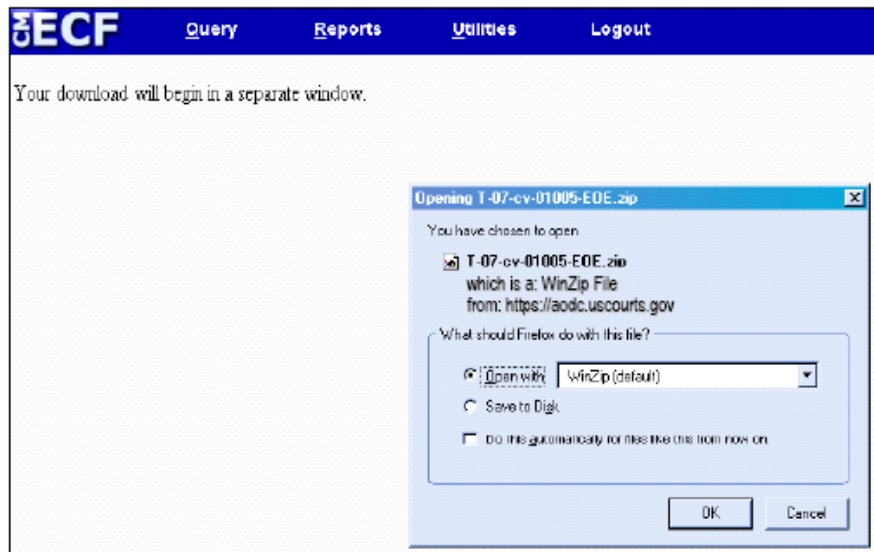 CM ECF Query Reports Utilities Logout
Your download will begin in a separate window.
Opening T-07-cv-01005-EOE.zip
You have chosen to open
T-07-cv-01005-EOE.zip
which is a: WinZip File
from: https://aodc.uscourts.gov
What should Firefox do with this file?
Open with WinZip (default)
Save to Disk
Do this automatically for files like this from now on.
OK Cancel